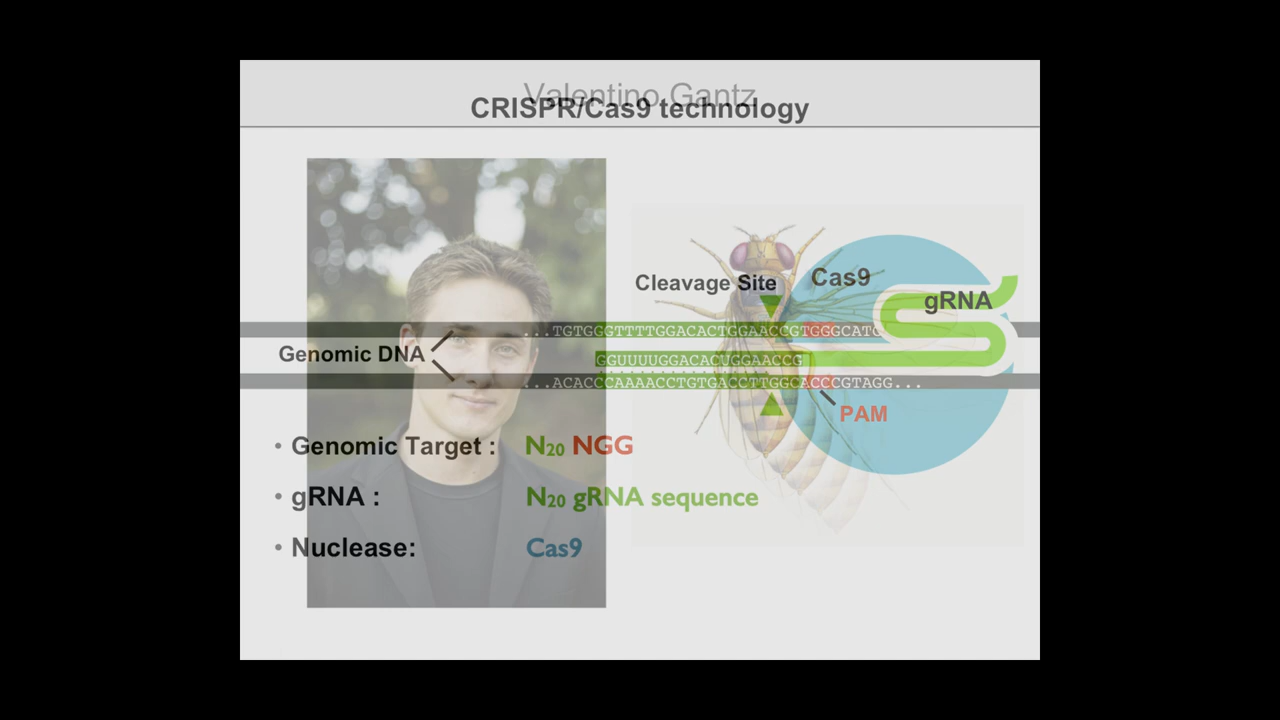 Valentino Gantz
CRISPR/Cas9 technology
Cleavage Site
Cas9
gRNA
...TGTGGGTTTTGGACACTGGAACCGTGGGCATC
Genomic DNA
GGUUUUGGACACUGGAACCG
...ACACCCAAAACCTGTGACCTTGGCACCCGTAGG...
PAM
• Genomic Target : N20 NGG
• gRNA : N20 gRNA sequence
• Nuclease: Cas9